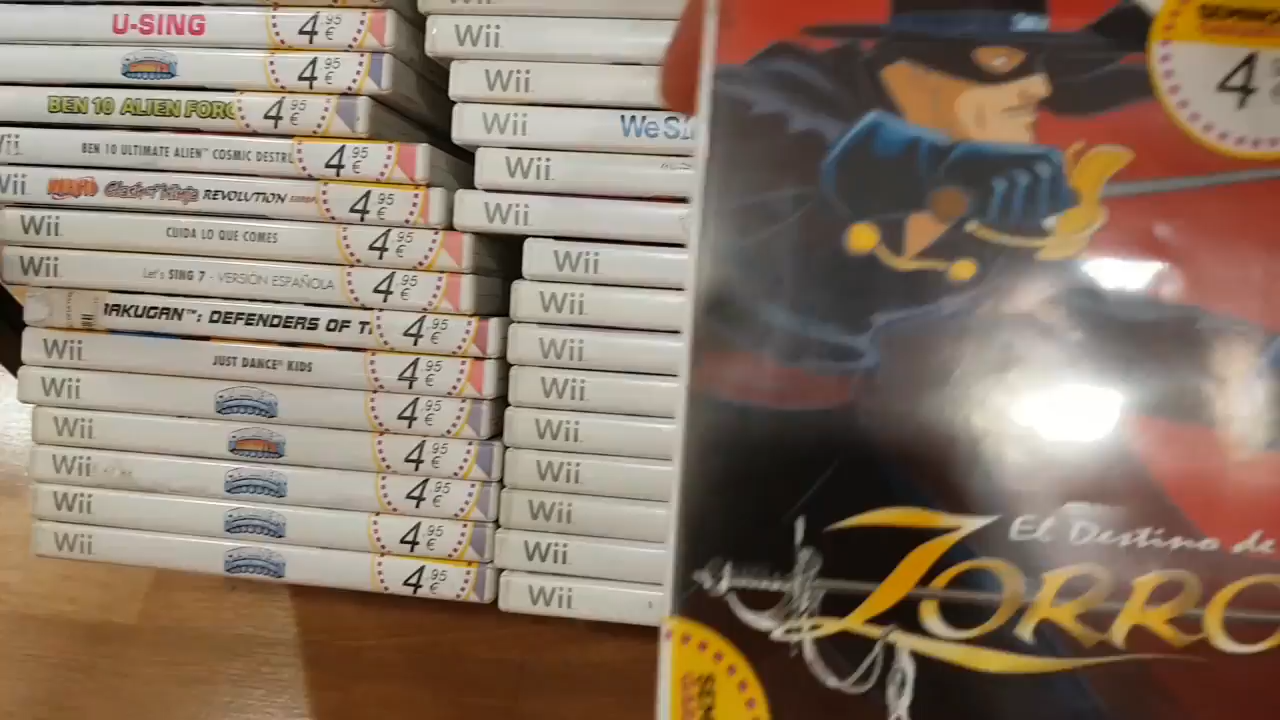 U-SING 4.95 €
4.95 €
BEN 10 ALIEN FORC 4.95 €
BEN 10 ULTIMATE ALIEN™ COSMIC DESTR 4.95 €
Wii Clash of Ninja REVOLUTION 4.95 €
Wii CUIDA LO QUE COMES 4.95 €
Wii Let's SING 7 - VERSIÓN ESPAÑOLA 4.95 €
AKUGAN™: DEFENDERS OF T 4.95 €
Wii JUST DANCE® KIDS 4.95 €
Wii 4.95 €
Wii 4.95 €
Wii 4.95 €
Wii 4.95 €
Wii 4.95 €
Wii
Wii
Wii We S
Wii
Wii
Wii
Wii
Wii
Wii
Wii
Wii
Wii
Wii
Wii
4
El Destino de
ZORRO